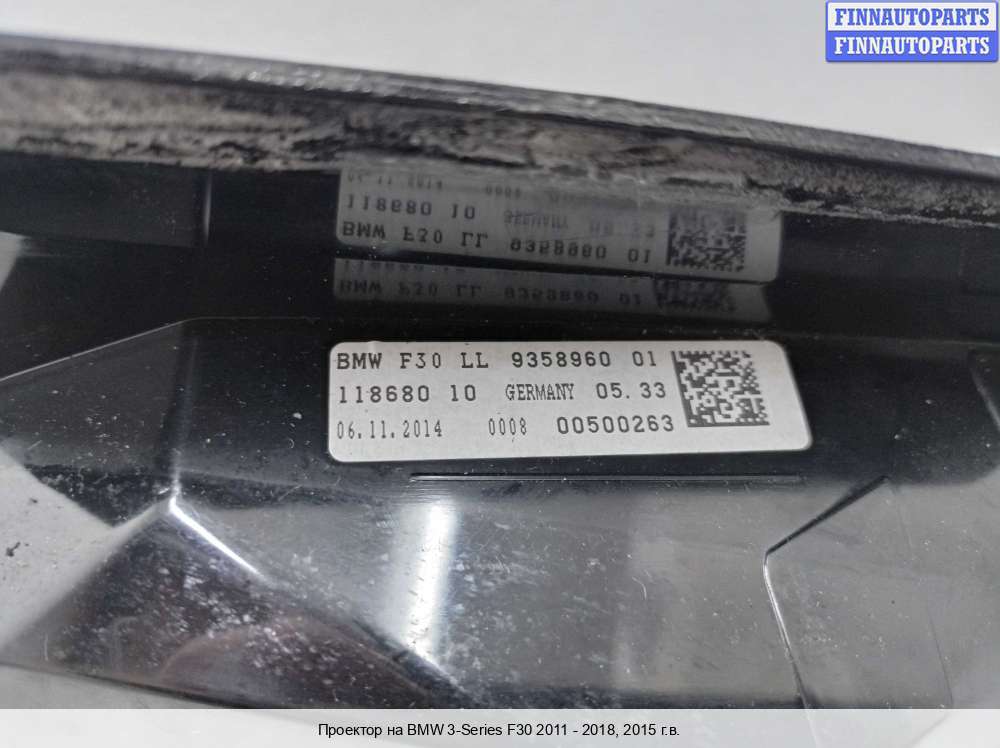 FINNAUTOPARTS
FINNAUTOPARTS
BMW F30 LL 9358960 01
118680 10 GERMANY 05.33
06.11.2014 0008 00500263
Проектор на BMW 3-Series F30 2011 - 2018, 2015 г.в.